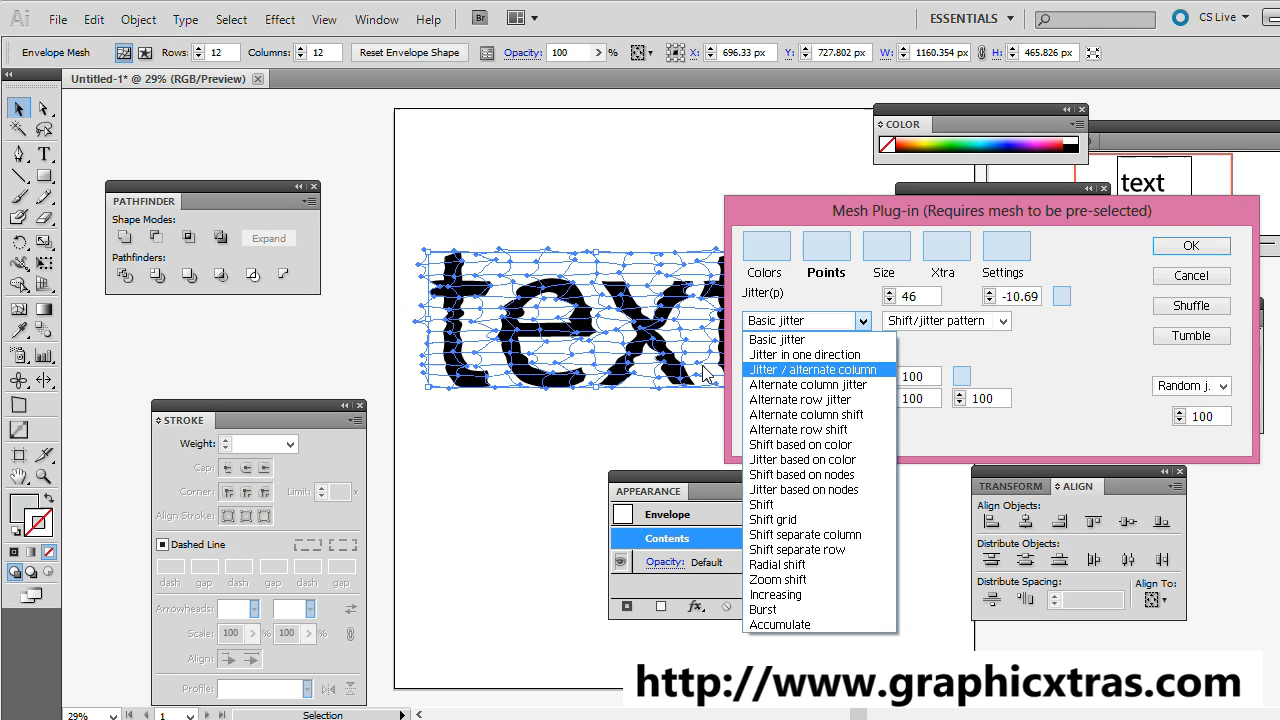 Ai File Edit Object Type Select Effect View Window Help Br ESSENTIALS CS Live
Envelope Mesh Rows: 12 Columns: 12 Reset Envelope Shape Opacity: 100 % X: 696.33 px Y: 727.802 px W: 1160.354 px H: 465.826 px
Untitled-1* @ 29% (RGB/Preview)
COLOR
text
PATHFINDER
Shape Modes:
Expand
Pathfinders:
text
Mesh Plug-in (Requires mesh to be pre-selected)
Colors Points Size Xtra Settings
Jitter(p) 46 -10.69
Basic jitter Shift/jitter pattern
Basic jitter
Jitter in one direction
Jitter / alternate column
Alternate column jitter
Alternate row jitter
Alternate column shift
Alternate row shift
Shift based on color
Jitter based on color
Shift based on nodes
Jitter based on nodes
Shift
Shift grid
Shift separate column
Shift separate row
Radial shift
Zoom shift
Increasing
Burst
Accumulate
100
100 100
OK
Cancel
Shuffle
Tumble
Random j.
100
STROKE
Weight:
Cap:
Corner: Limit: x
Align Stroke:
Dashed Line
dash gap dash gap dash gap
Arrowheads:
Scale: 100 % 100 %
Align:
Profile:
APPEARANCE
Envelope
Contents
Opacity: Default
fx
TRANSFORM ALIGN
Align Objects:
Distribute Objects:
Distribute Spacing: Align To:
http://www.graphicxtras.com
29% 1 Selection